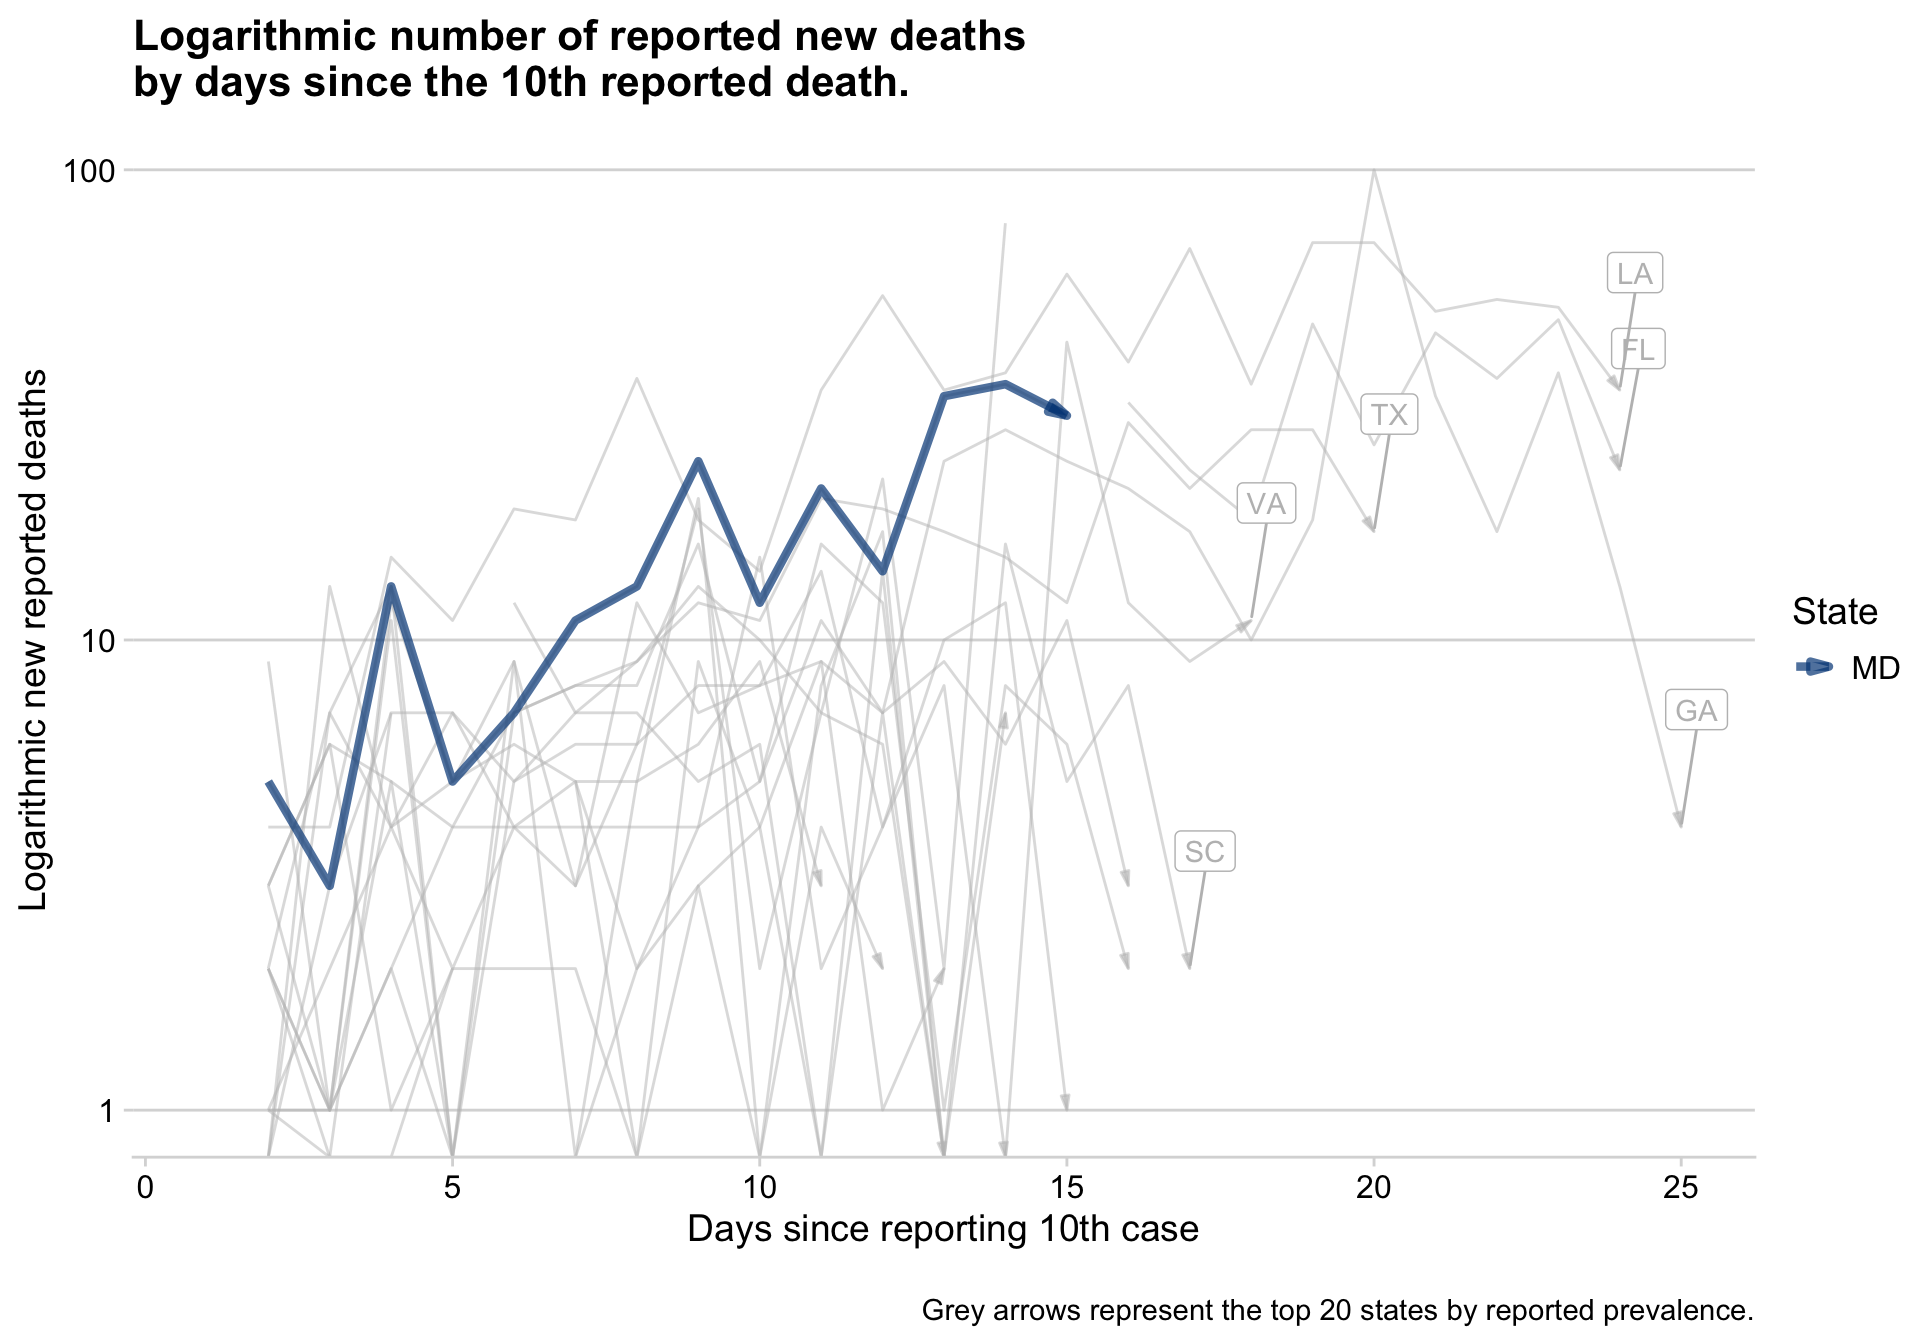 Logarithmic number of reported new deaths
by days since the 10th reported death.
100
10
1
Logarithmic new reported deaths
LA
FL
TX
VA
GA
SC
State
MD
0 5 10 15 20 25
Days since reporting 10th case
Grey arrows represent the top 20 states by reported prevalence.